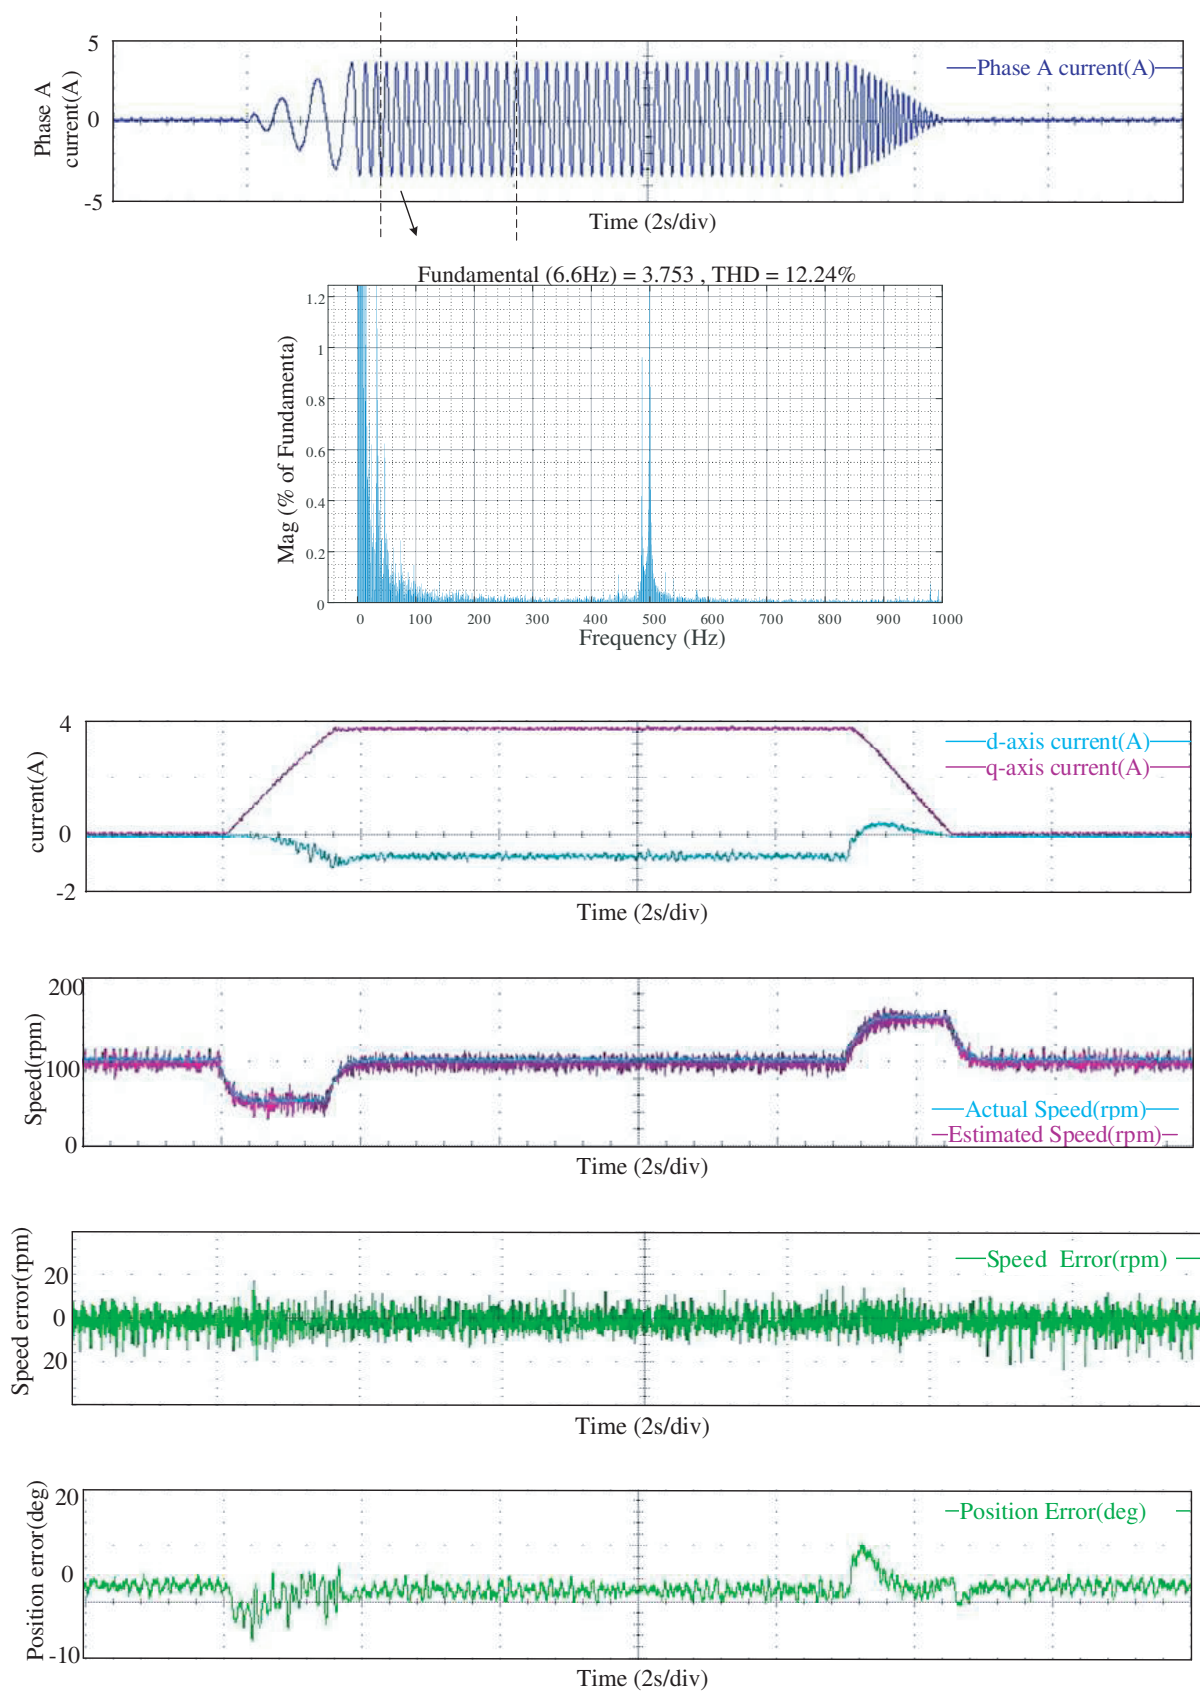 5
Phase A current(A)
Phase A
current(A)
0
-5
Time (2s/div)
Fundamental (6.6Hz) = 3.753 , THD = 12.24%
1.2
1
0.8
0.6
0.4
0.2
0
Mag (% of Fundamenta)
0 100 200 300 400 500 600 700 800 900 1000
Frequency (Hz)
4
d-axis current(A)
q-axis current(A)
current(A)
0
-2
Time (2s/div)
200
Speed(rpm)
100
Actual Speed(rpm)
Estimated Speed(rpm)
0
Time (2s/div)
Speed error(rpm)
Speed Error(rpm)
20
0
20
Time (2s/div)
20
Position Error(deg)
Position error(deg)
0
-10
Time (2s/div)